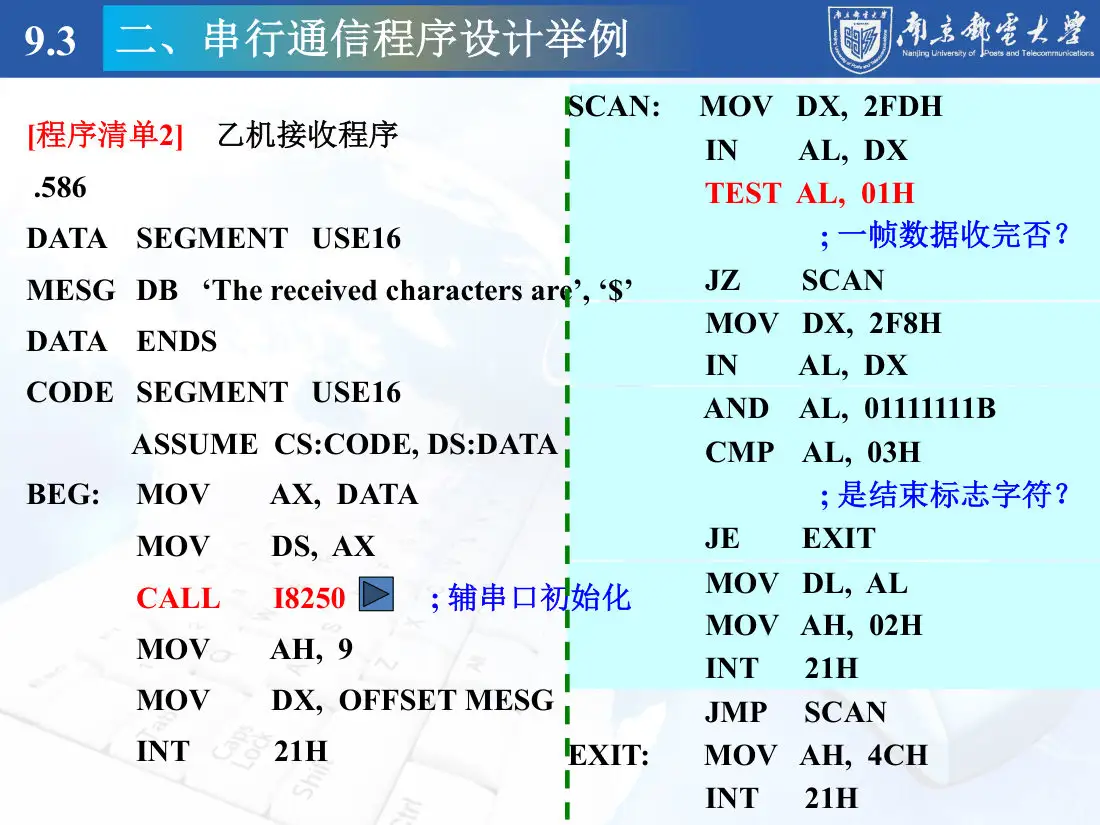 9.3 二、串行通信程序设计举例
南京邮电大学
Nanjing University of Posts and Telecommunications
[程序清单2] 乙机接收程序
.586
DATA SEGMENT USE16
MESG DB ‘The received characters are’, ‘$’
DATA ENDS
CODE SEGMENT USE16
ASSUME CS:CODE, DS:DATA
BEG: MOV AX, DATA
MOV DS, AX
CALL I8250 ; 辅串口初始化
MOV AH, 9
MOV DX, OFFSET MESG
INT 21H
SCAN: MOV DX, 2FDH
IN AL, DX
TEST AL, 01H
; 一帧数据收完否?
JZ SCAN
MOV DX, 2F8H
IN AL, DX
AND AL, 01111111B
CMP AL, 03H
; 是结束标志字符?
JE EXIT
MOV DL, AL
MOV AH, 02H
INT 21H
JMP SCAN
EXIT: MOV AH, 4CH
INT 21H
Caps
Lock
Ctrl